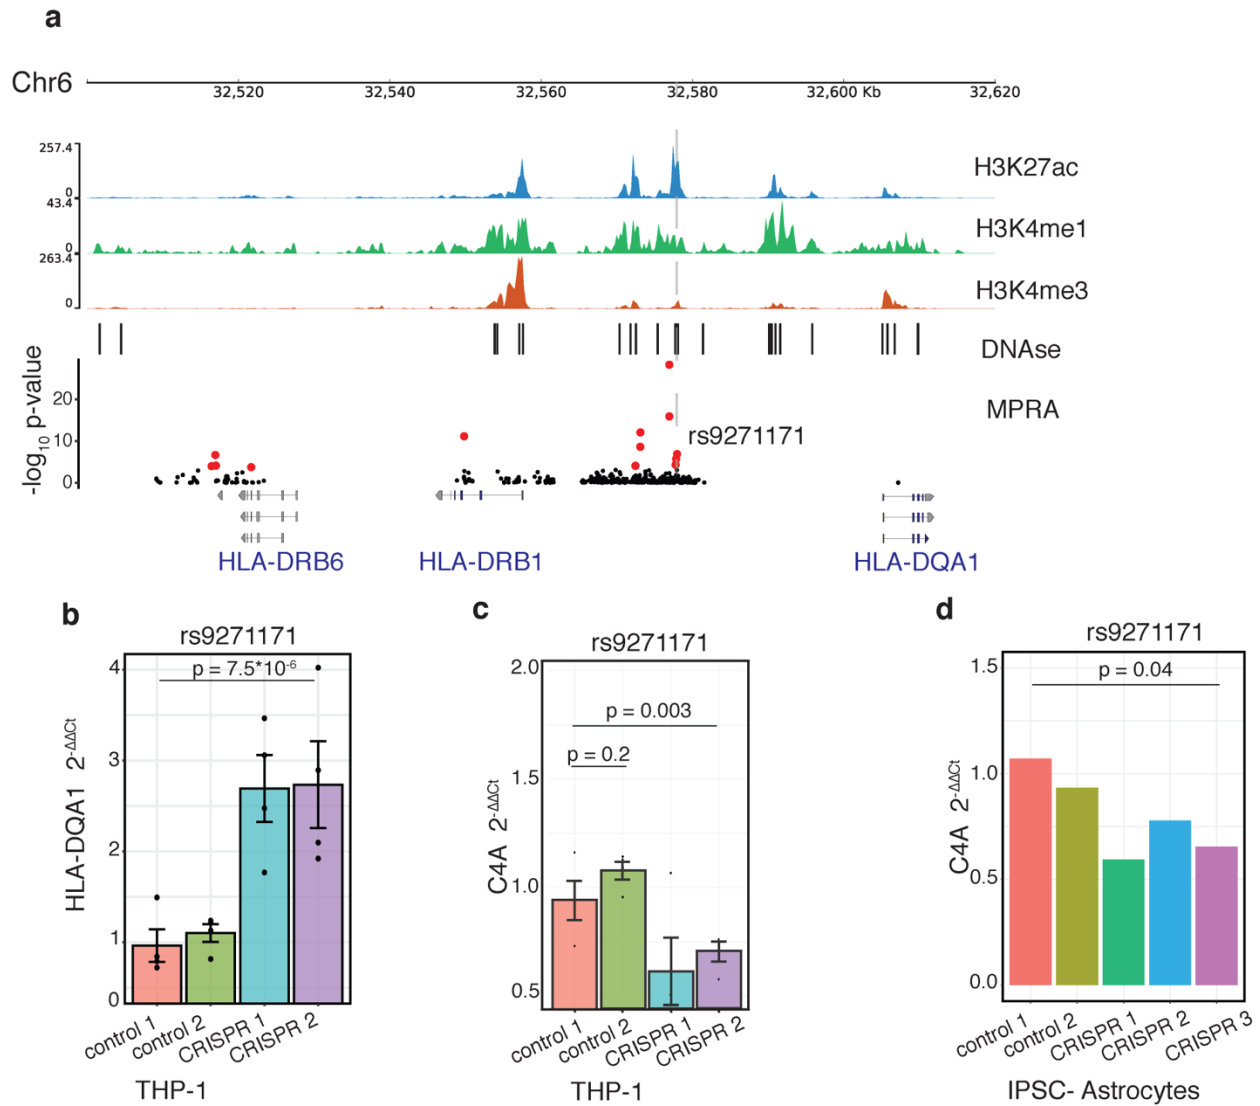 a
Chr6
32,520 32,540 32,560 32,580 32,600 Kb 32,620
257.4
0
H3K27ac
43.4
0
H3K4me1
263.4
0
H3K4me3
DNAse
-log10 p-value
20
10
0
MPRA
rs9271171
HLA-DRB6 HLA-DRB1 HLA-DQA1
b
rs9271171
p = 7.5*10-6
HLA-DQA1 2-ΔΔCt
4
3
2
1
0
control 1 control 2 CRISPR 1 CRISPR 2
THP-1
c
rs9271171
p = 0.003
p = 0.2
C4A 2-ΔΔCt
2.0
1.5
1.0
0.5
control 1 control 2 CRISPR 1 CRISPR 2
THP-1
d
rs9271171
p = 0.04
C4A 2-ΔΔCt
1.5
1.0
0.5
0.0
control 1 control 2 CRISPR 1 CRISPR 2 CRISPR 3
IPSC- Astrocytes